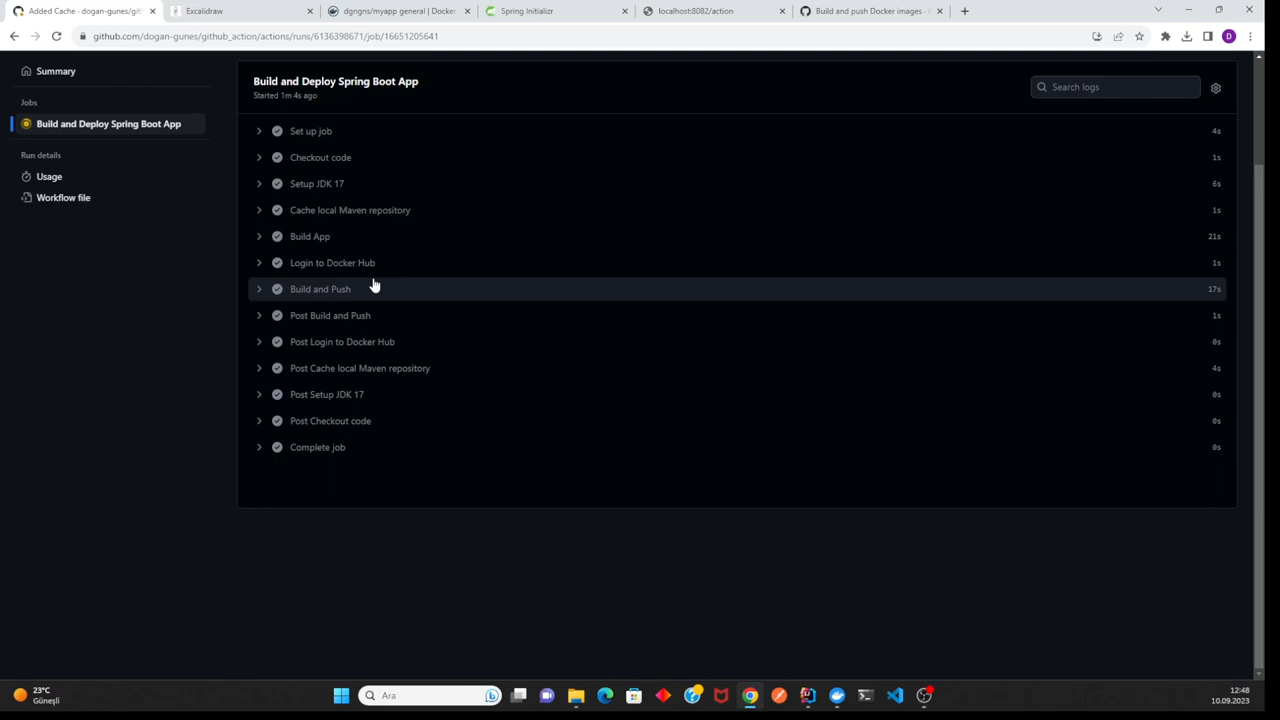 Added Cache · dogan-gunes/git
Excalidraw
dgngns/myapp general | Docker
Spring Initializr
localhost:8082/action
Build and push Docker images · A
github.com/dogan-gunes/github_action/actions/runs/6136398671/job/16651205641
D
Summary
Jobs
Build and Deploy Spring Boot App
Run details
Usage
Workflow file
Build and Deploy Spring Boot App
Started 1m 4s ago
Search logs
Set up job 4s
Checkout code 1s
Setup JDK 17 6s
Cache local Maven repository 1s
Build App 21s
Login to Docker Hub 1s
Build and Push 17s
Post Build and Push 1s
Post Login to Docker Hub 0s
Post Cache local Maven repository 4s
Post Setup JDK 17 0s
Post Checkout code 0s
Complete job 0s
23°C
Güneşli
Ara
12:48
10.09.2023